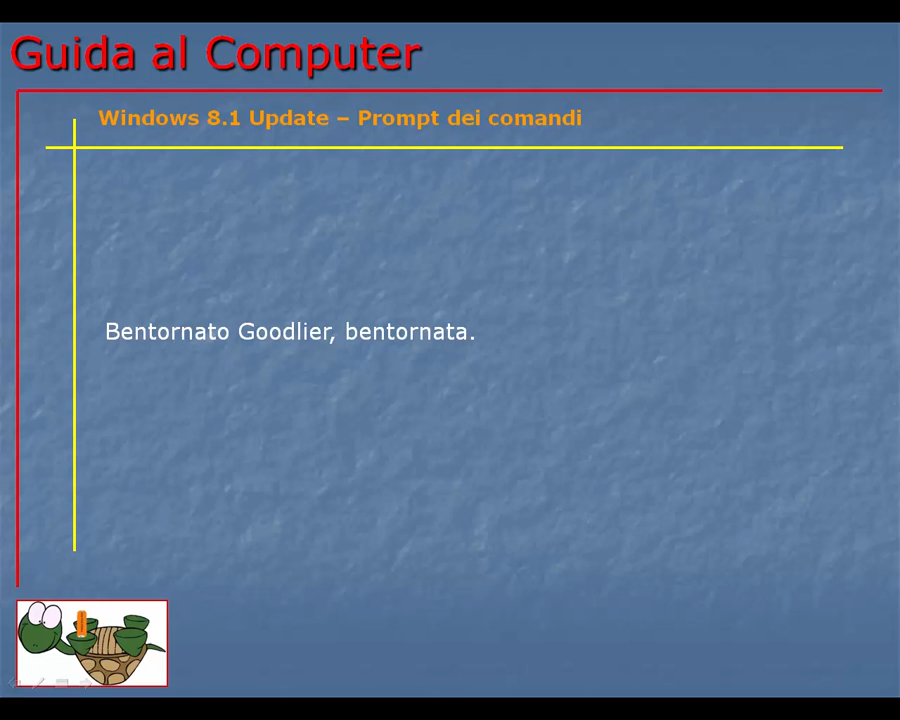 Guida al Computer
Windows 8.1 Update – Prompt dei comandi
Bentornato Goodlier, bentornata.